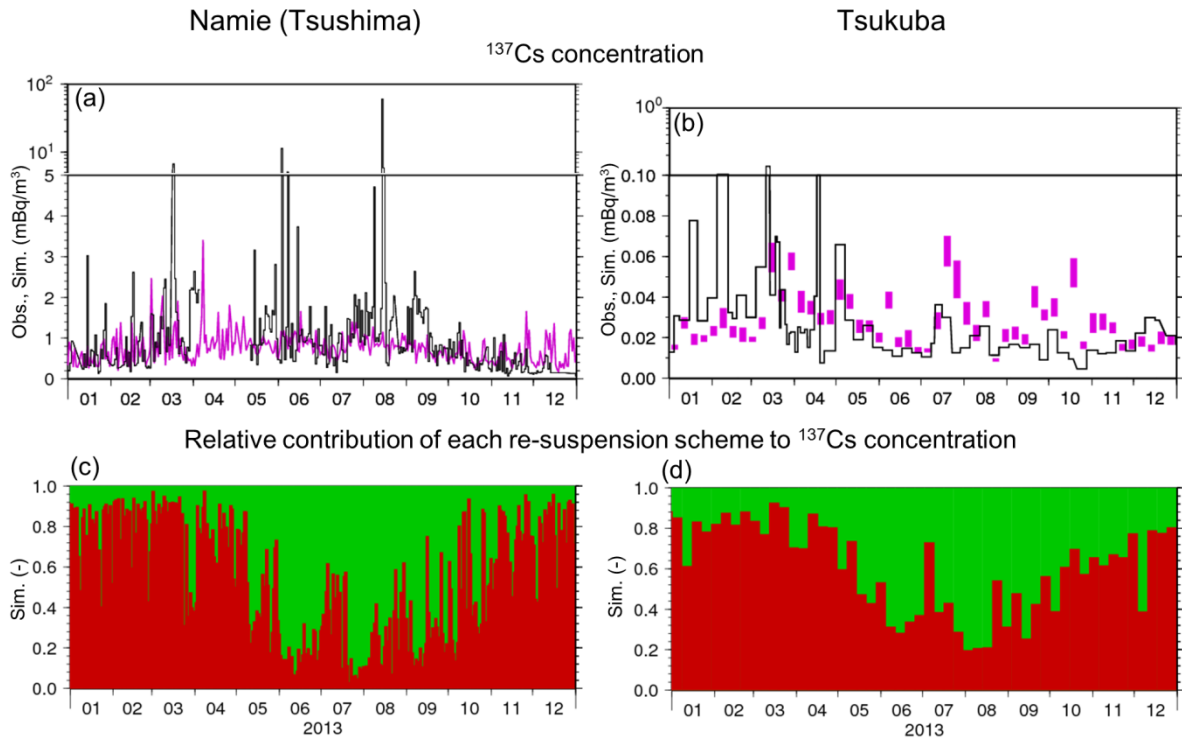 Namie (Tsushima) Tsukuba
¹³⁷Cs concentration
(a) (b)
Obs., Sim. (mBq/m³)
10² 10¹ 5 4 3 2 1 0
01 02 03 04 05 06 07 08 09 10 11 12
Obs., Sim. (mBq/m³)
10⁰ 0.10 0.08 0.06 0.04 0.02 0.00
01 02 03 04 05 06 07 08 09 10 11 12
Relative contribution of each re-suspension scheme to ¹³⁷Cs concentration
(c) (d)
Sim. (-)
1.0 0.8 0.6 0.4 0.2 0.0
01 02 03 04 05 06 07 08 09 10 11 12
2013
Sim. (-)
1.0 0.8 0.6 0.4 0.2 0.0
01 02 03 04 05 06 07 08 09 10 11 12
2013